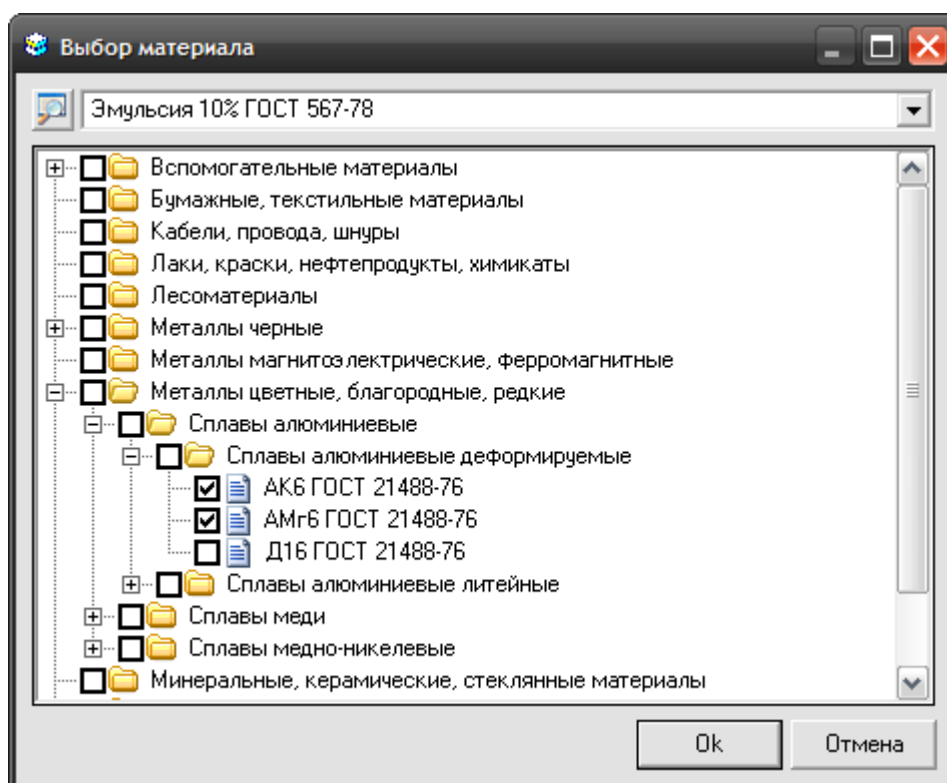 Выбор материала
Эмульсия 10% ГОСТ 567-78
Вспомогательные материалы
Бумажные, текстильные материалы
Кабели, провода, шнуры
Лаки, краски, нефтепродукты, химикаты
Лесоматериалы
Металлы черные
Металлы магнитоэлектрические, ферромагнитные
Металлы цветные, благородные, редкие
Сплавы алюминиевые
Сплавы алюминиевые деформируемые
АК6 ГОСТ 21488-76
АМг6 ГОСТ 21488-76
Д16 ГОСТ 21488-76
Сплавы алюминиевые литейные
Сплавы меди
Сплавы медно-никелевые
Минеральные, керамические, стеклянные материалы
Ok
Отмена